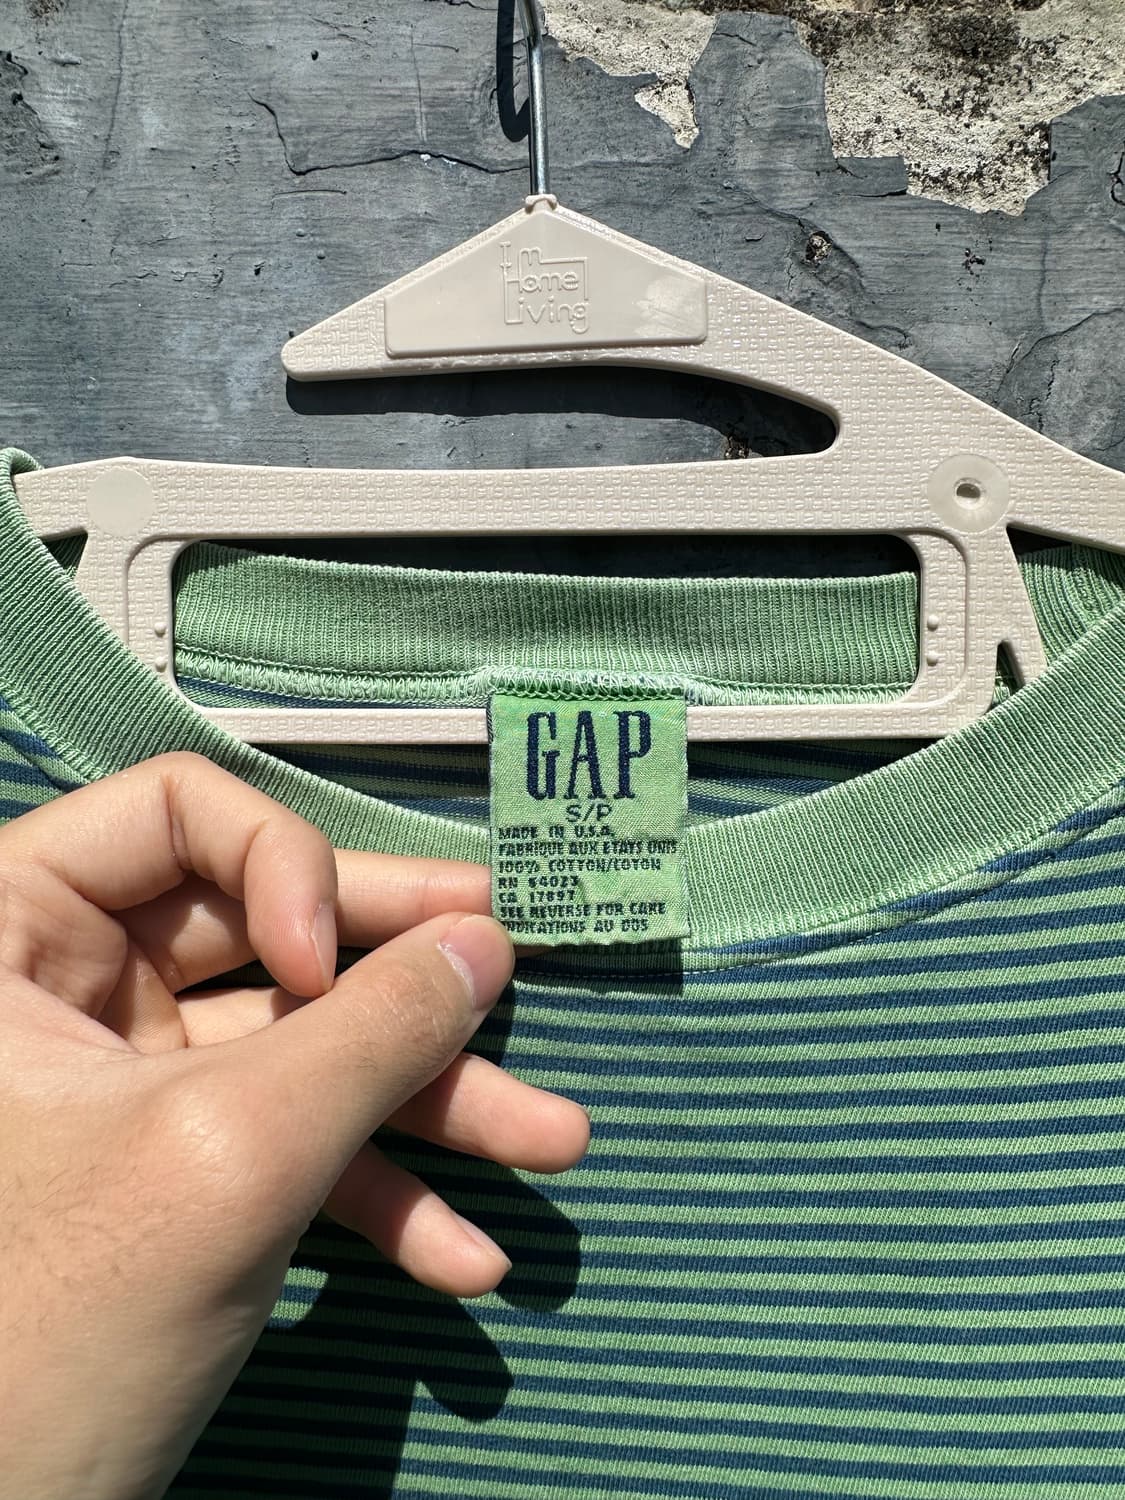 Im
Home
Living
GAP
S/P
MADE IN U.S.A.
FABRIQUE AUX ETATS UNIS
100% COTTON/COTON
RN 54023
CA 17897
SEE REVERSE FOR CARE
INDICATIONS AU DOS